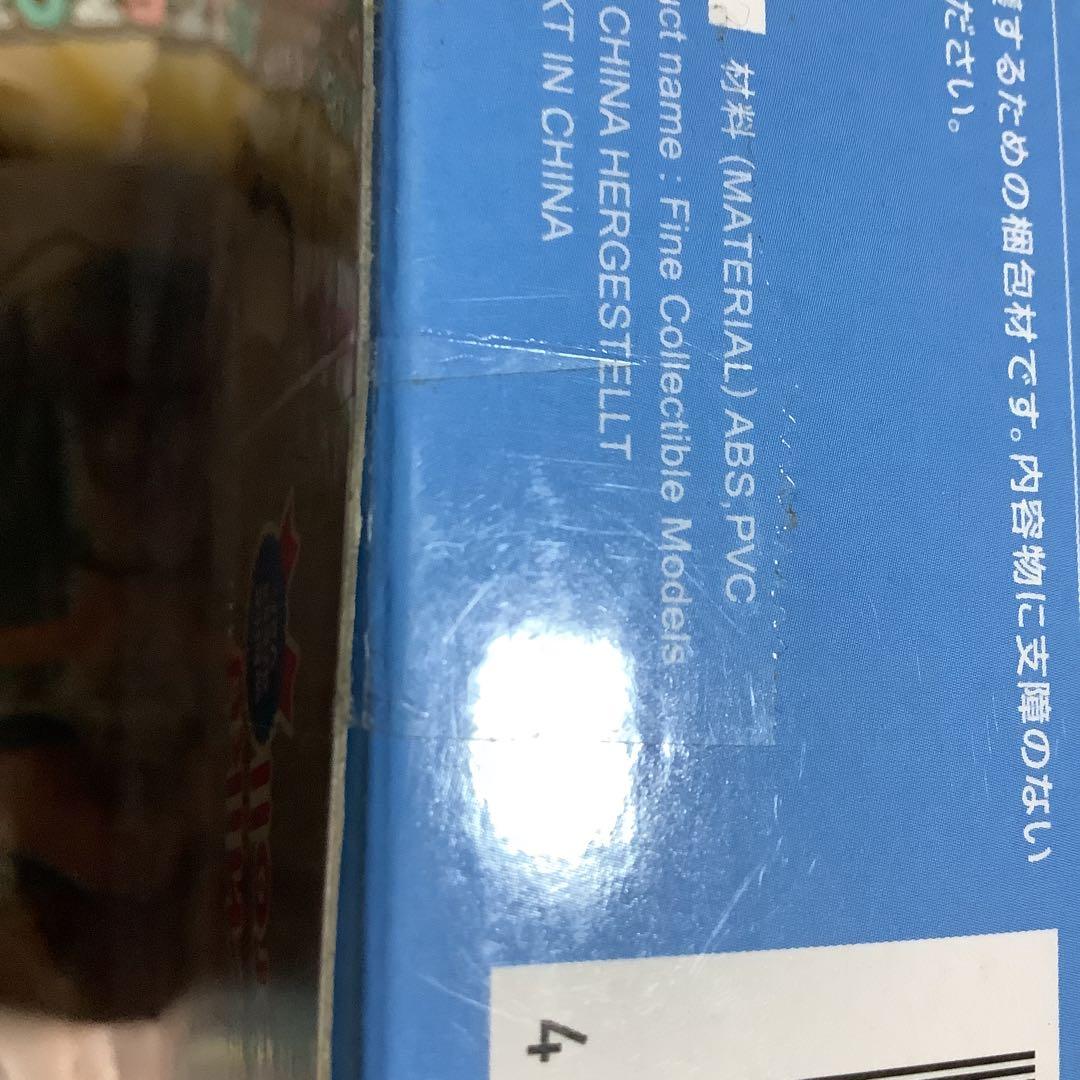 するための梱包材です。内容物に支障のない
ださい。
材料 (MATERIAL) ABS,PVC
uct name : Fine Collectible Models
CHINA HERGESTELLT
KT IN CHINA
4